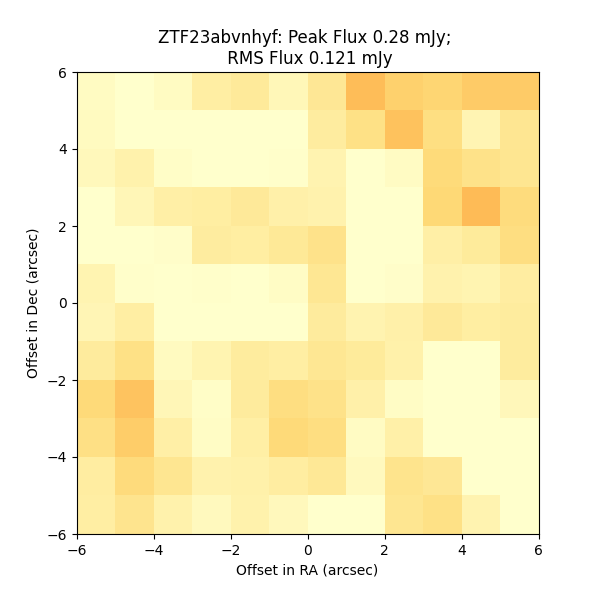 ZTF23abvnhyf: Peak Flux 0.28 mJy;
RMS Flux 0.121 mJy
6
4
2
0
−2
−4
−6
Offset in Dec (arcsec)
−6 −4 −2 0 2 4 6
Offset in RA (arcsec)